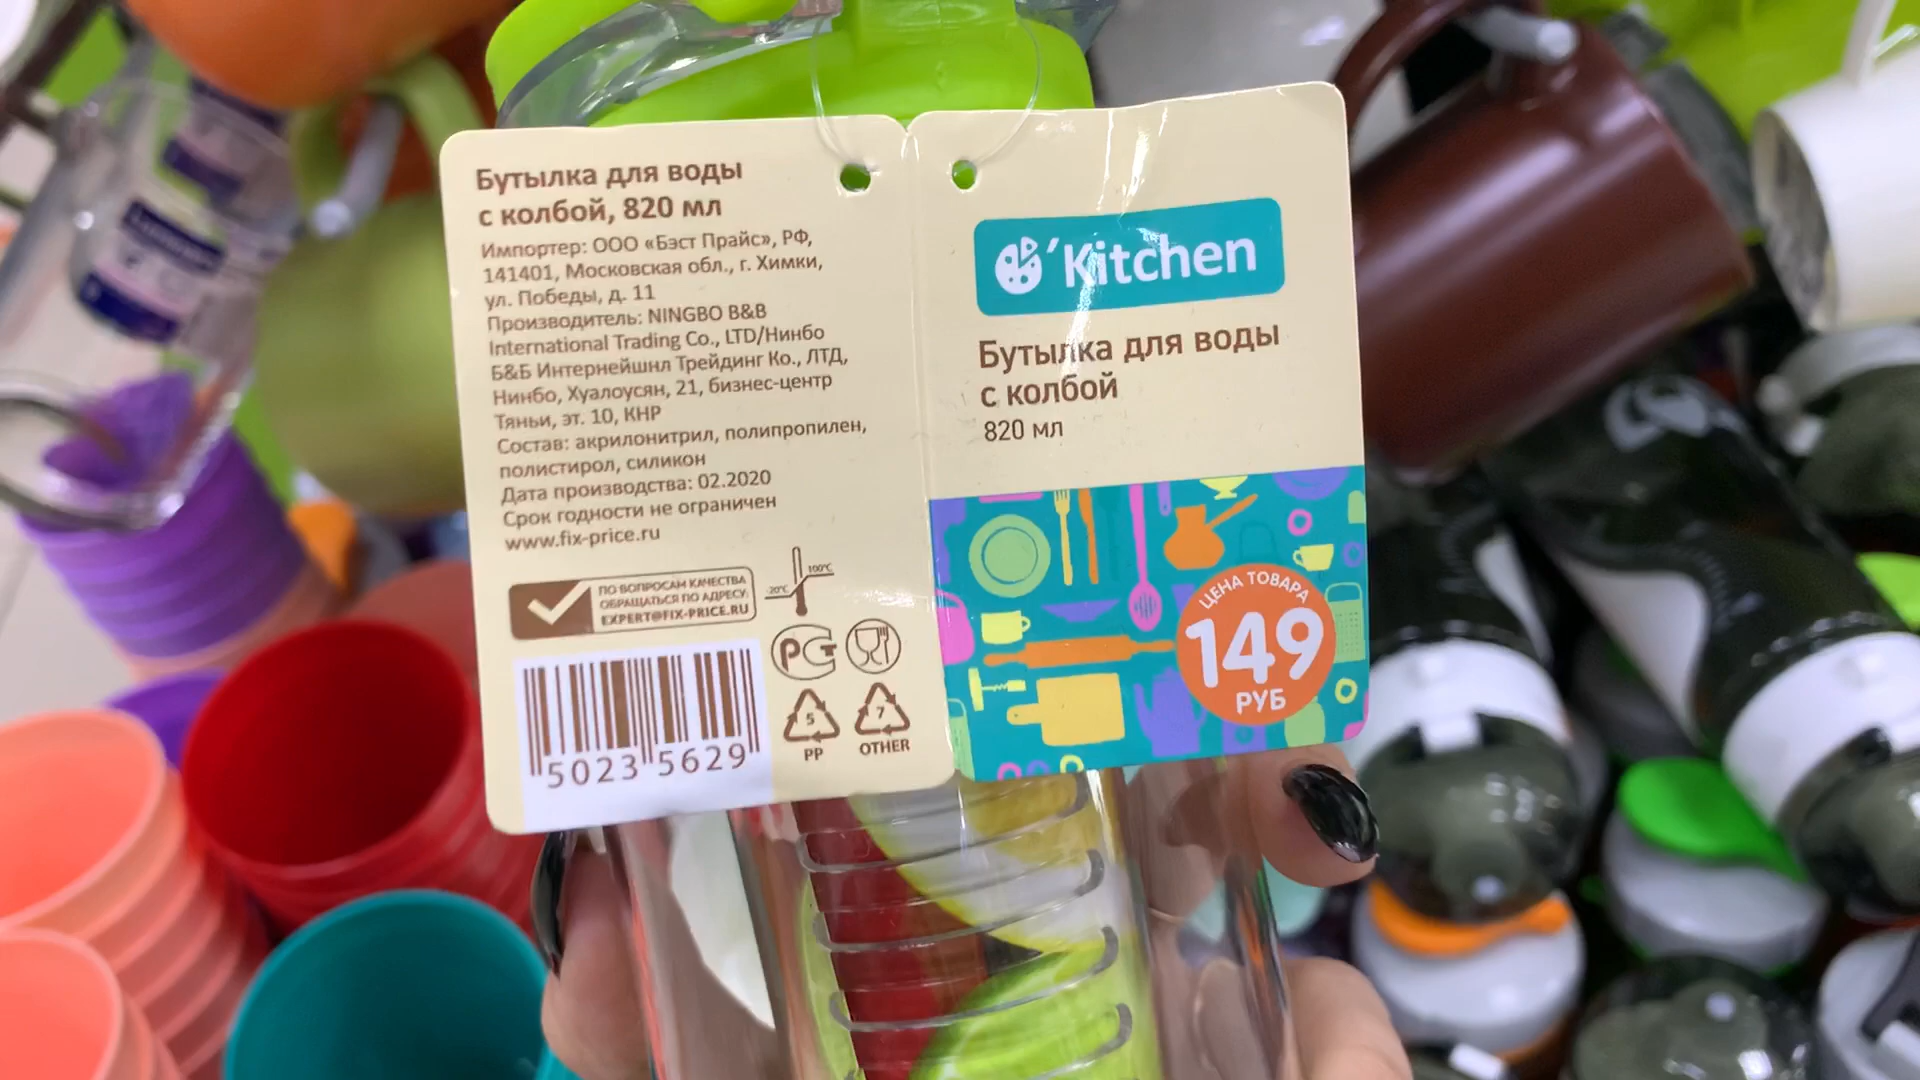 Бутылка для воды
с колбой, 820 мл
Импортер: ООО «Бэст Прайс», РФ,
141401, Московская обл., г. Химки,
ул. Победы, д. 11
Производитель: NINGBO B&B
International Trading Co., LTD/Нинбо
Б&Б Интернейшнл Трейдинг Ко., ЛТД,
Нинбо, Хуалоусян, 21, бизнес-центр
Тяньи, эт. 10, КНР
Состав: акрилонитрил, полипропилен,
полистирол, силикон
Дата производства: 02.2020
Срок годности не ограничен
www.fix-price.ru
ПО ВОПРОСАМ КАЧЕСТВА
ОБРАЩАТЬСЯ ПО АДРЕСУ:
EXPERT@FIX-PRICE.RU
100°C
-20°C
РСТ
5
PP
7
OTHER
5023 5629
'Kitchen
Бутылка для воды
с колбой
820 мл
ЦЕНА ТОВАРА
149
РУБ